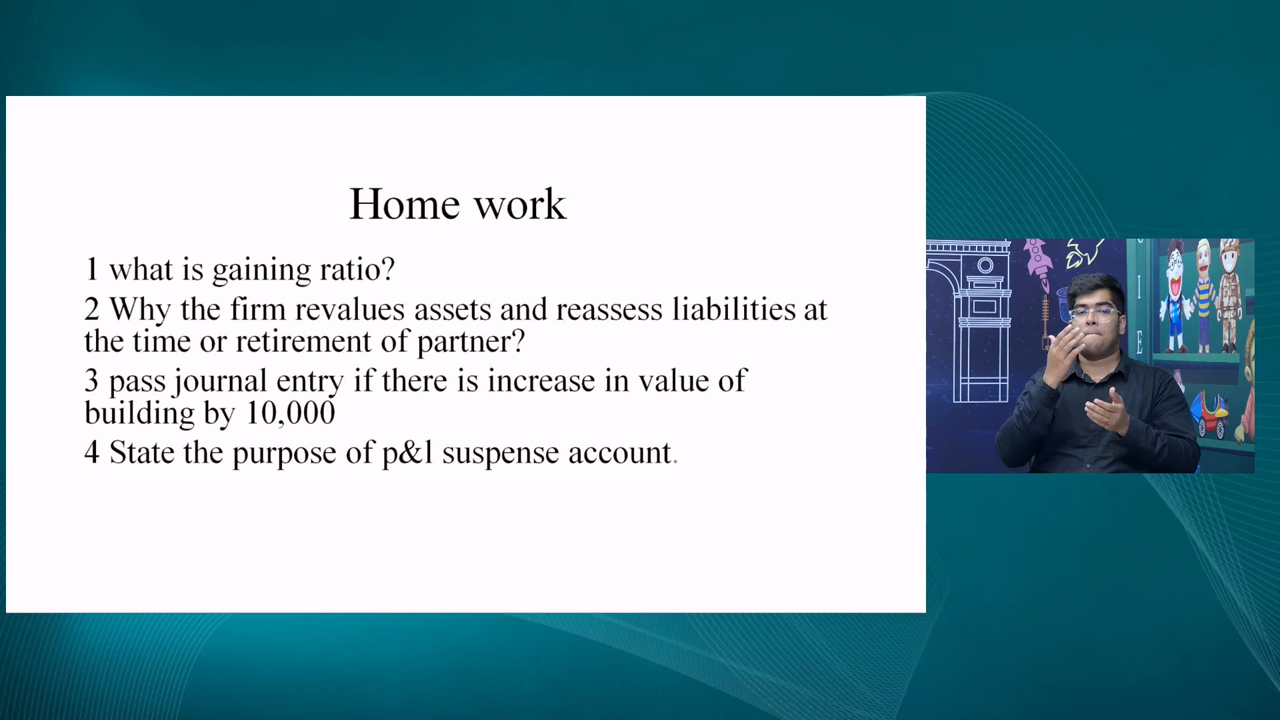 Home work
1 what is gaining ratio?
2 Why the firm revalues assets and reassess liabilities at
the time or retirement of partner?
3 pass journal entry if there is increase in value of
building by 10,000
4 State the purpose of p&l suspense account.
I
E